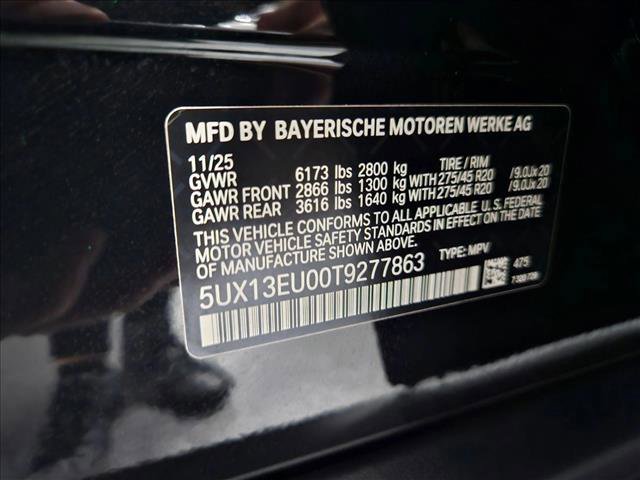 MFD BY BAYERISCHE MOTOREN WERKE AG
11/25 TIRE / RIM
GVWR 6173 lbs 2800 kg
GAWR FRONT 2866 lbs 1300 kg WITH 275/45 R20 /9.0Jx20
GAWR REAR 3616 lbs 1640 kg WITH 275/45 R20 /9.0Jx20
THIS VEHICLE CONFORMS TO ALL APPLICABLE U.S. FEDERAL
MOTOR VEHICLE SAFETY STANDARDS IN EFFECT ON THE DATE
OF MANUFACTURE SHOWN ABOVE.
5UX13EU00T9277863 TYPE: MPV
475